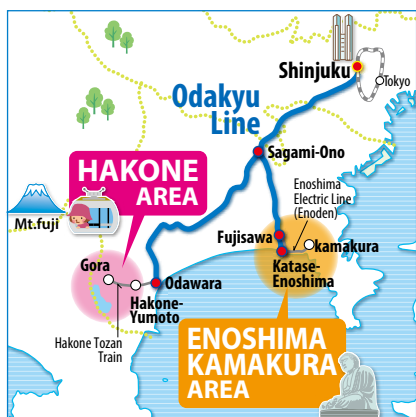 Shinjuku
Tokyo
Odakyu
Line
Sagami-Ono
HAKONE
AREA
Enoshima
Electric Line
(Enoden)
Mt.fuji
Fujisawa
kamakura
Gora
Katase-
Enoshima
Odawara
Hakone-
Yumoto
Hakone Tozan
Train
ENOSHIMA
KAMAKURA
AREA